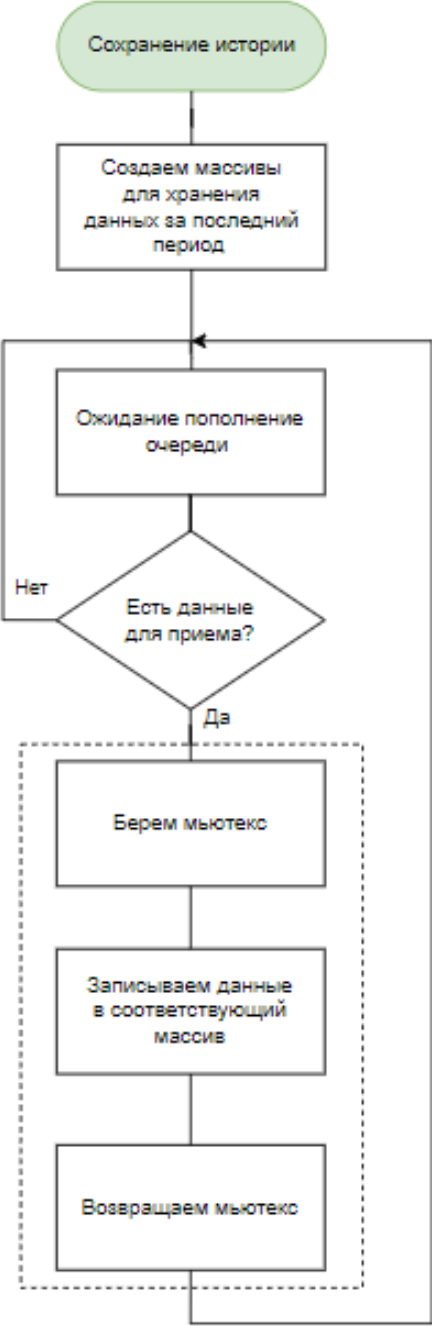 Сохранение истории
Создаем массивы
для хранения
данных за последний
период
Ожидание пополнение
очереди
Нет
Есть данные
для приема?
Да
Берем мьютекс
Записываем данные
в соответствующий
массив
Возвращаем мьютекс